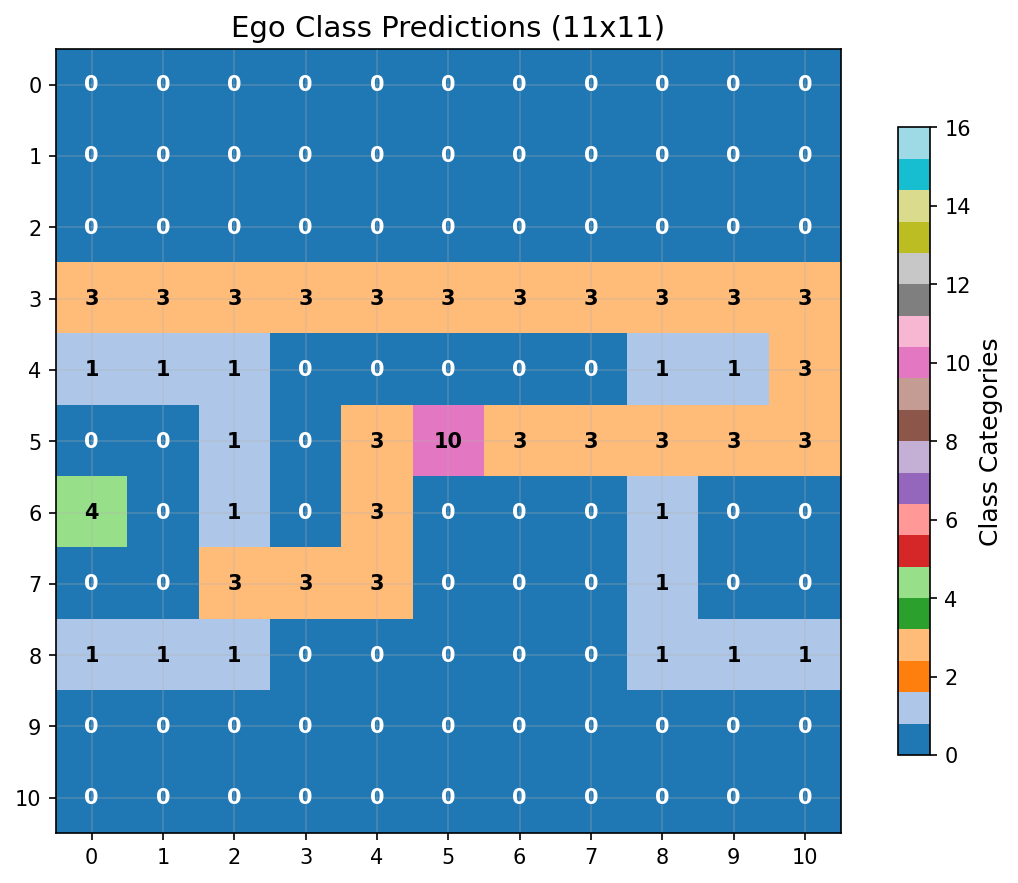 Ego Class Predictions (11x11)
0 0 0 0 0 0 0 0 0 0 0 0
1 0 0 0 0 0 0 0 0 0 0 0
2 0 0 0 0 0 0 0 0 0 0 0
3 3 3 3 3 3 3 3 3 3 3 3
4 1 1 1 0 0 0 0 0 1 1 3
5 0 0 1 0 3 10 3 3 3 3 3
6 4 0 1 0 3 0 0 0 1 0 0
7 0 0 3 3 3 0 0 0 1 0 0
8 1 1 1 0 0 0 0 0 1 1 1
9 0 0 0 0 0 0 0 0 0 0 0
10 0 0 0 0 0 0 0 0 0 0 0
0 1 2 3 4 5 6 7 8 9 10
16
14
12
10
8
6
4
2
0
Class Categories